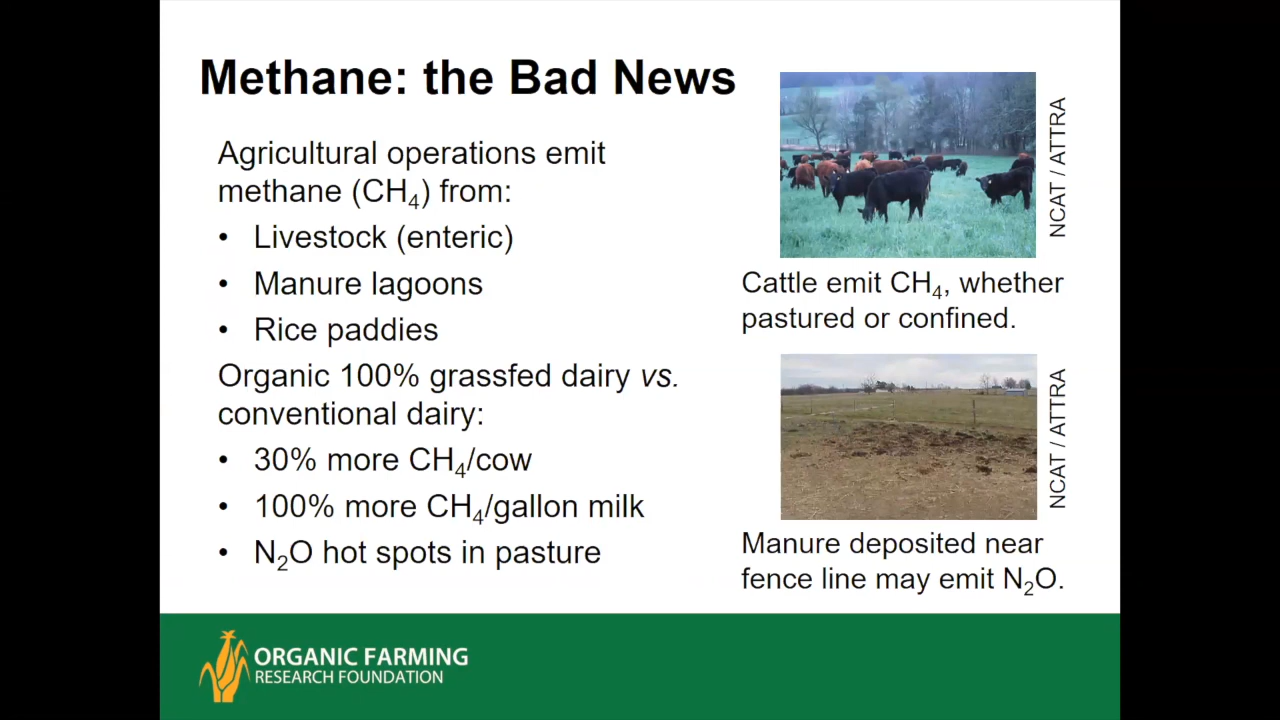 Methane: the Bad News
Agricultural operations emit
methane (CH₄) from:
• Livestock (enteric)
• Manure lagoons
• Rice paddies
Organic 100% grassfed dairy vs.
conventional dairy:
• 30% more CH₄/cow
• 100% more CH₄/gallon milk
• N₂O hot spots in pasture
NCAT / ATTRA
Cattle emit CH₄, whether
pastured or confined.
NCAT / ATTRA
Manure deposited near
fence line may emit N₂O.
ORGANIC FARMING
RESEARCH FOUNDATION